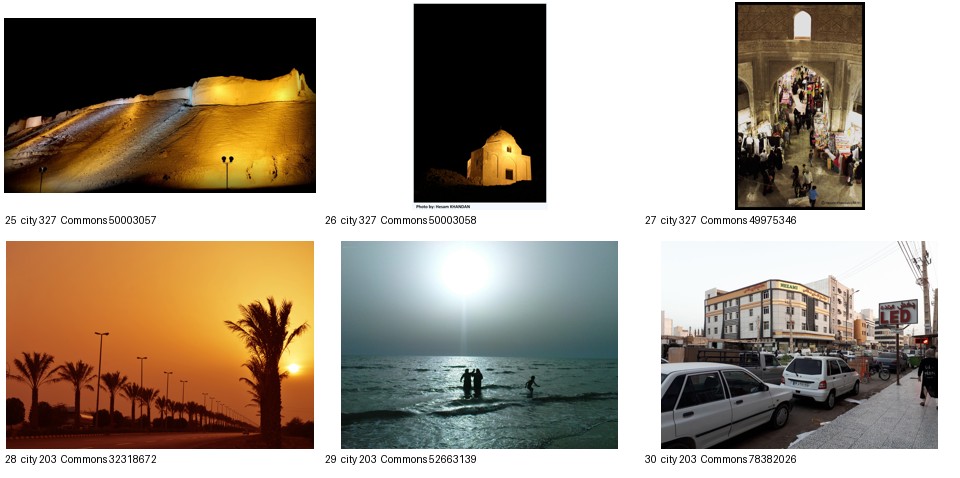 Photo by: Hesam KHANDAN
25 city 327 Commons 50003057
26 city 327 Commons 50003058
27 city 327 Commons 49975346
LED
28 city 203 Commons 32318672
29 city 203 Commons 52663139
30 city 203 Commons 78382026